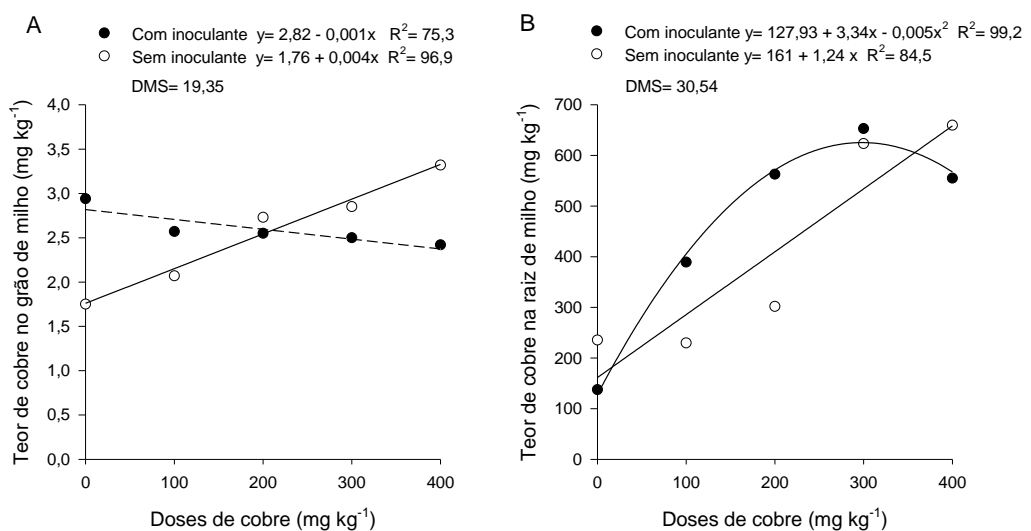 A
Com inoculante y= 2,82 - 0,001x R²= 75,3
Sem inoculante y= 1,76 + 0,004x R²= 96,9
DMS= 19,35
Teor de cobre no grão de milho (mg kg⁻¹)
4,0
3,5
3,0
2,5
2,0
1,5
1,0
0,5
0,0
0 100 200 300 400
Doses de cobre (mg kg⁻¹)
B
Com inoculante y= 127,93 + 3,34x - 0,005x² R²= 99,2
Sem inoculante y= 161 + 1,24 x R²= 84,5
DMS= 30,54
Teor de cobre na raiz de milho (mg kg⁻¹)
700
600
500
400
300
200
100
0
0 100 200 300 400
Doses de cobre (mg kg⁻¹)